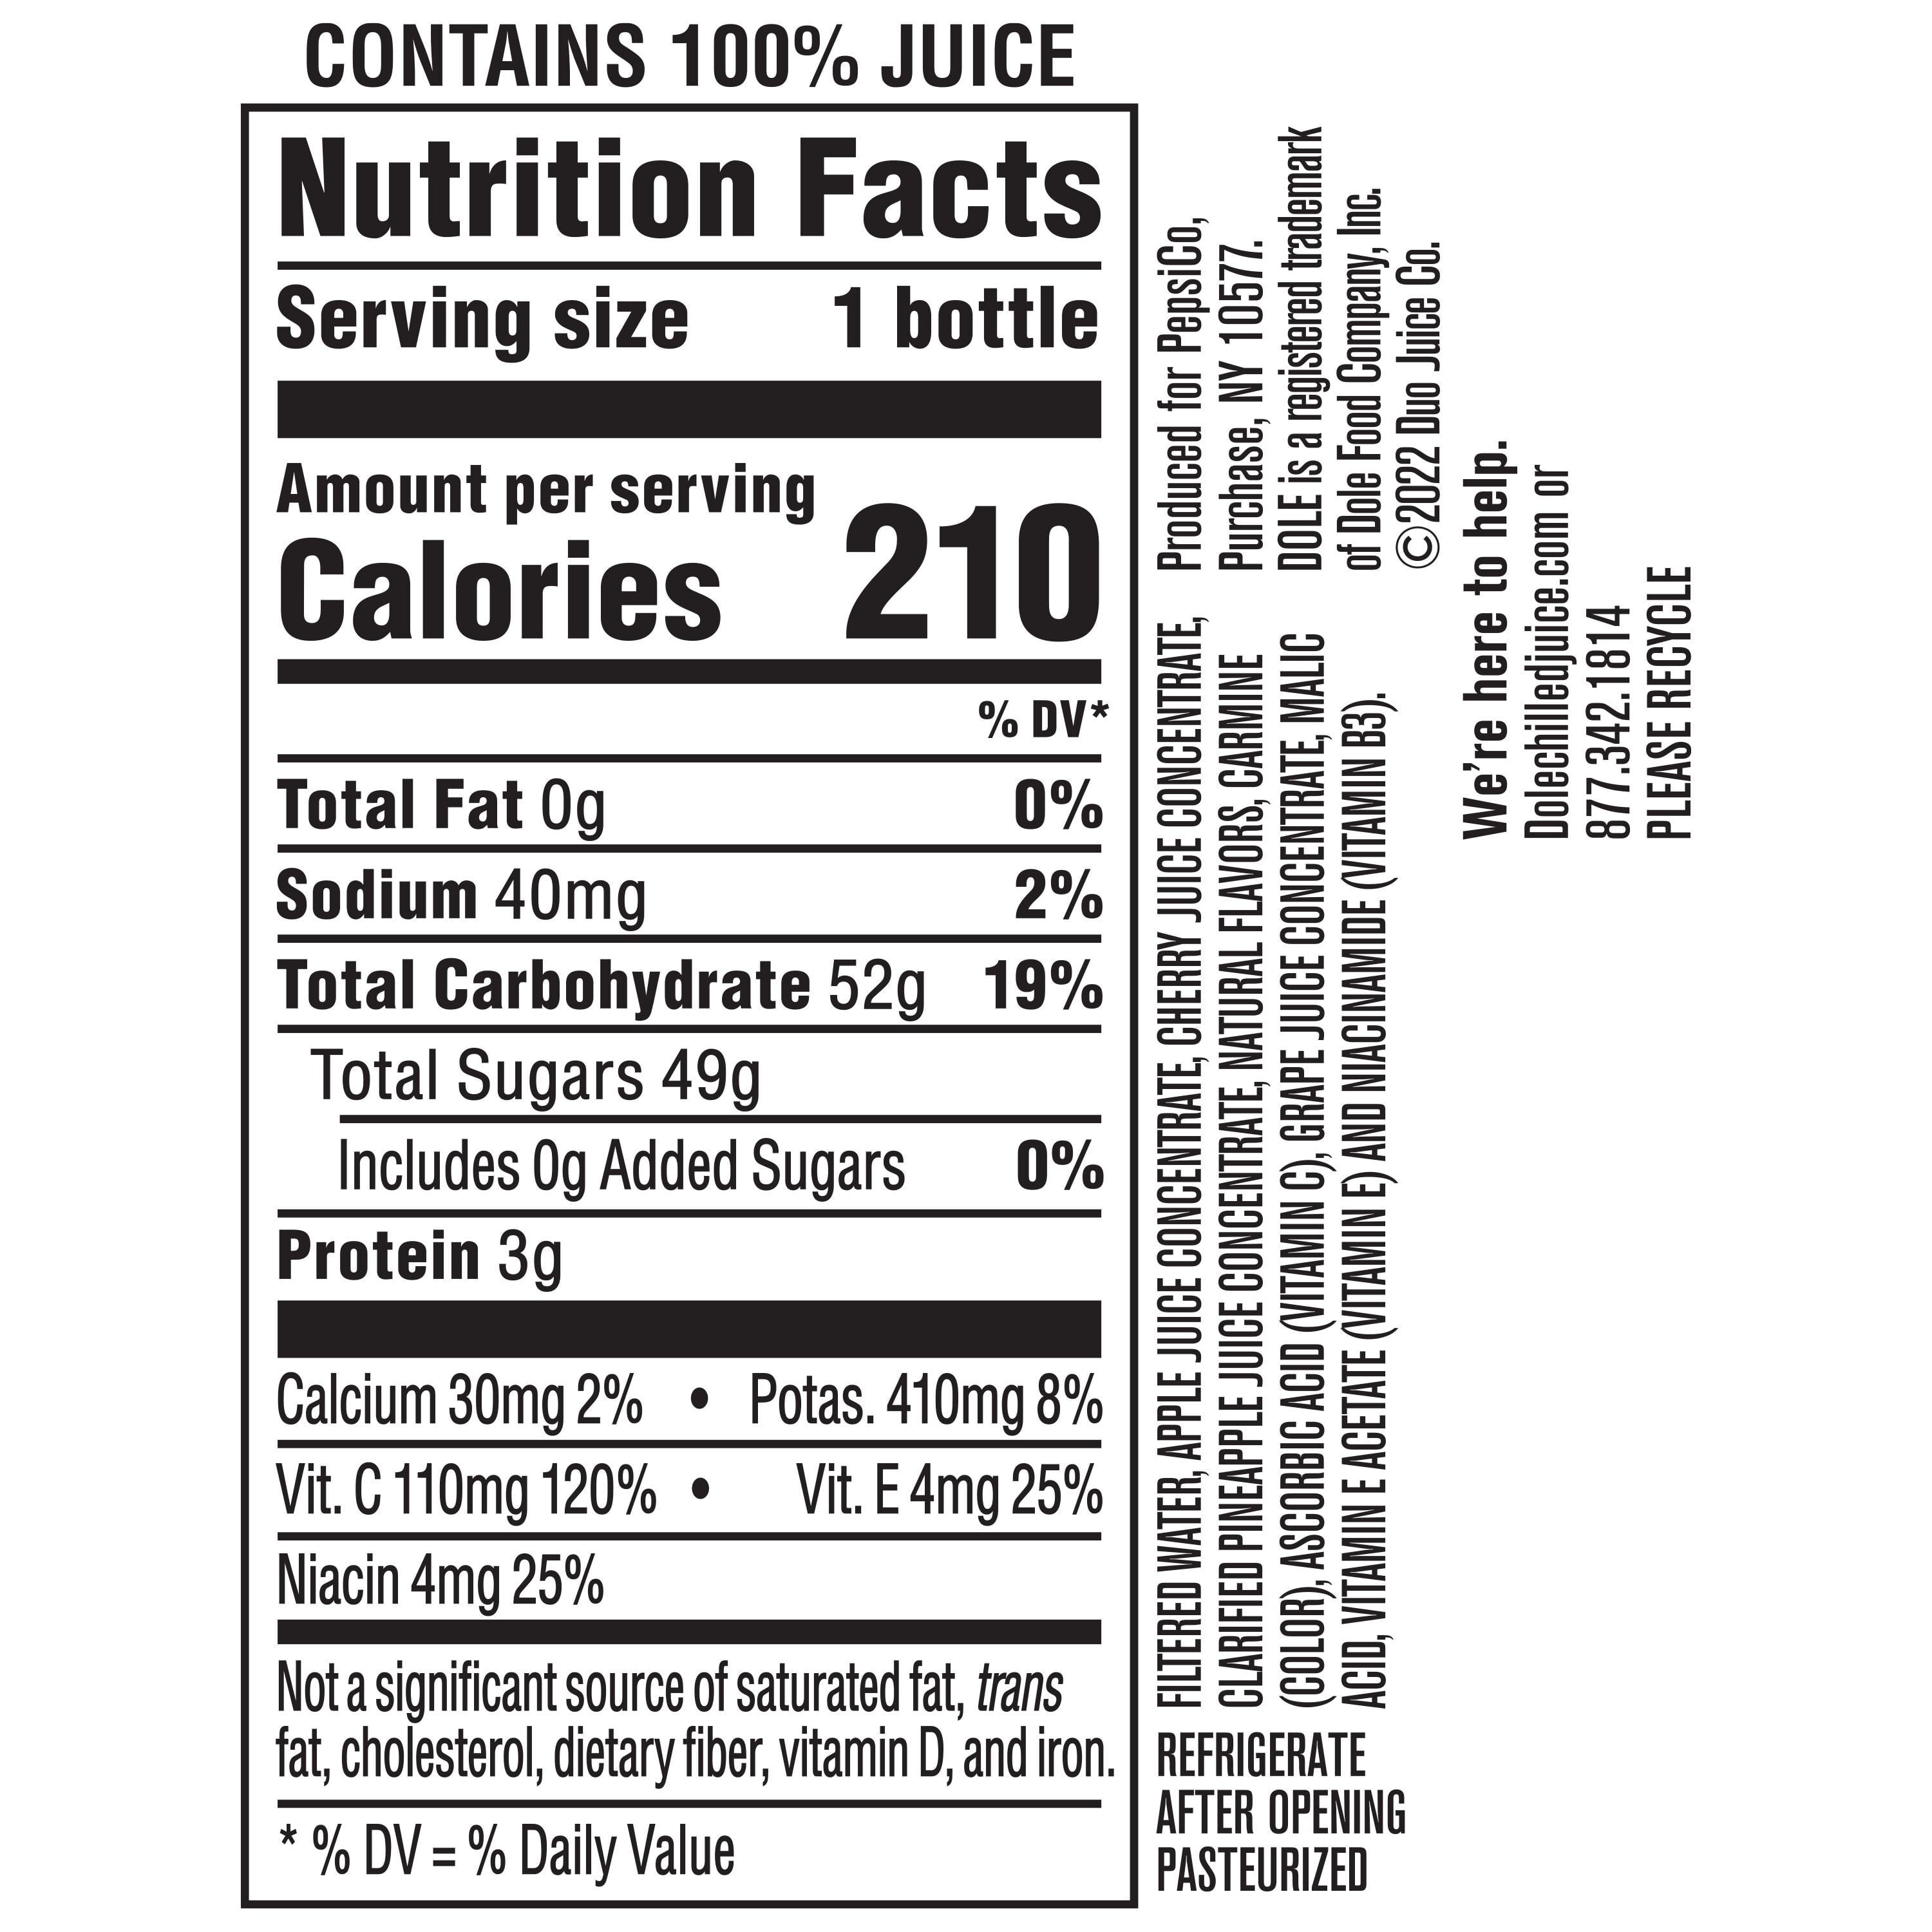 CONTAINS 100% JUICE
Nutrition Facts
Serving size 1 bottle
Amount per serving
Calories 210
% DV*
Total Fat 0g 0%
Sodium 40mg 2%
Total Carbohydrate 52g 19%
Total Sugars 49g
Includes 0g Added Sugars 0%
Protein 3g
Calcium 30mg 2% • Potas. 410mg 8%
Vit. C 110mg 120% • Vit. E 4mg 25%
Niacin 4mg 25%
Not a significant source of saturated fat, trans
fat, cholesterol, dietary fiber, vitamin D, and iron.
* % DV = % Daily Value
FILTERED WATER, APPLE JUICE CONCENTRATE, CHERRY JUICE CONCENTRATE,
CLARIFIED PINEAPPLE JUICE CONCENTRATE, NATURAL FLAVORS, CARMINE
(COLOR), ASCORBIC ACID (VITAMIN C), GRAPE JUICE CONCENTRATE, MALIC
ACID, VITAMIN E ACETATE (VITAMIN E) AND NIACINAMIDE (VITAMIN B3).
Produced for PepsiCo,
Purchase, NY 10577.
DOLE is a registered trademark
of Dole Food Company, Inc.
©2022 Duo Juice Co.
We're here to help.
Dolechilledjuice.com or
877.342.1814
PLEASE RECYCLE
REFRIGERATE
AFTER OPENING
PASTEURIZED